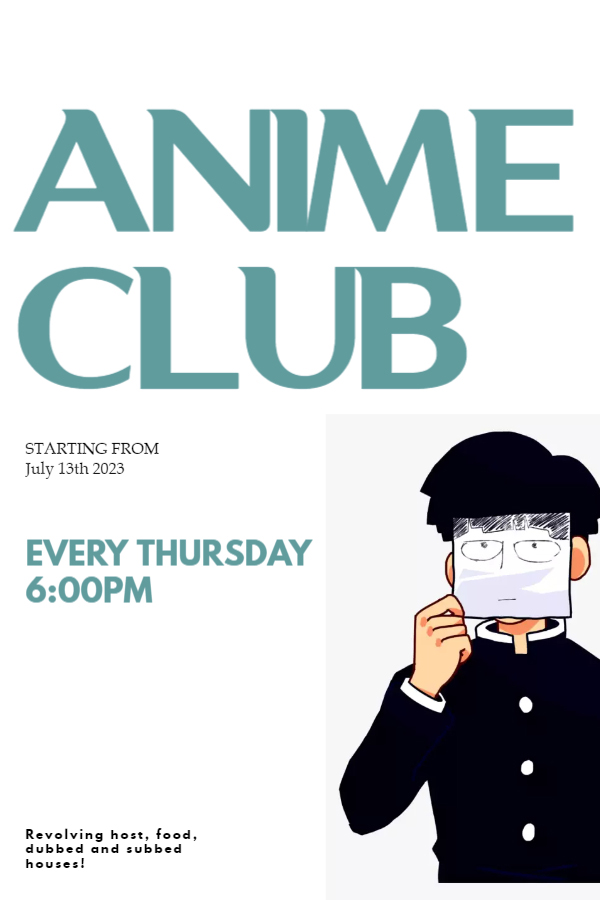 ANIME
CLUB
STARTING FROM
July 13th 2023
EVERY THURSDAY
6:00PM
Revolving host, food,
dubbed and subbed
houses!